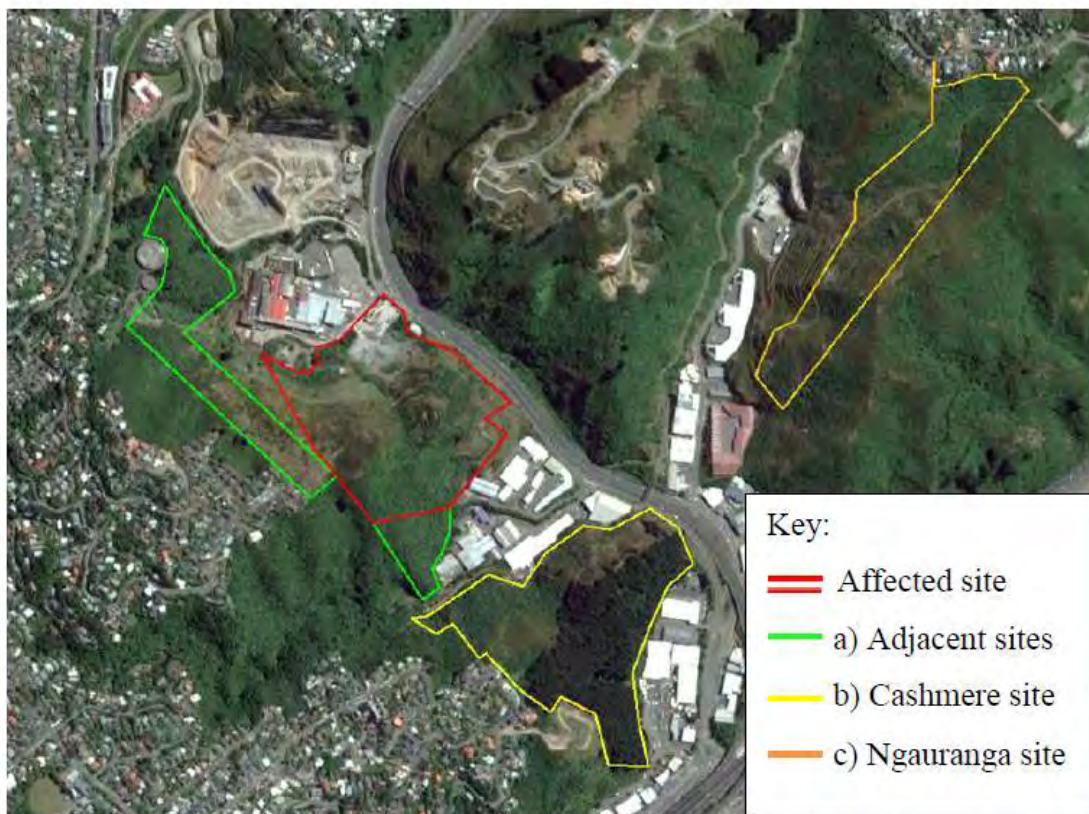 Key:
Affected site
a) Adjacent sites
b) Cashmere site
c) Ngauranga site